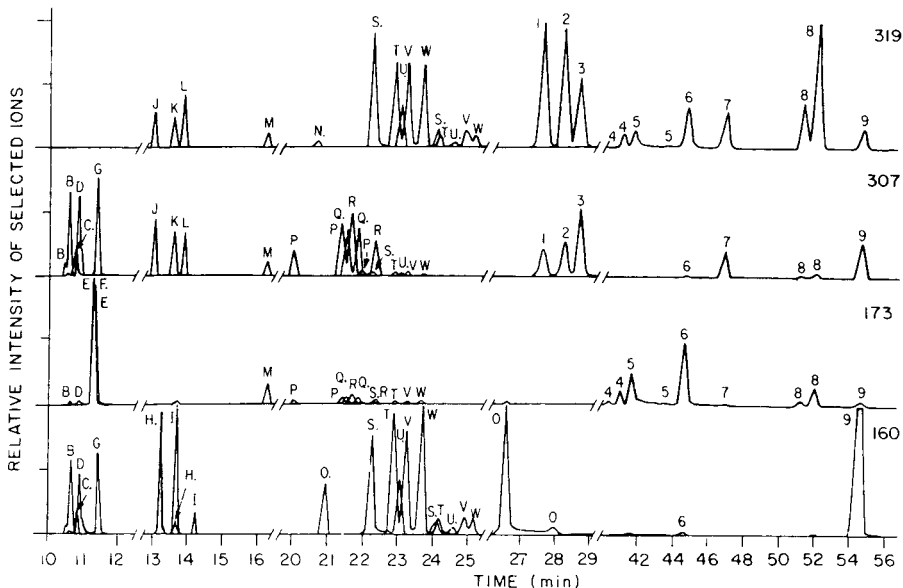 RELATIVE INTENSITY OF SELECTED IONS
S. T U. V W 1 2 3 8 8 319
J K L M N. S. T U. V W 4 4 5 5 6 7 9
B D G C. B 307
J K L M P P Q. R Q. P R S. T U. V W 1 2 3 6 7 8 8 9
E F. E 173
B D M P P Q. R Q. S. R T V W 4 4 5 6 7 8 8 9
B D C. G H. I H. I O. S. T U. V W S. T U. V W O O 6 9 160
10 11 12 13 14 16 20 21 22 23 24 25 27 28 29 42 44 46 48 50 52 54 56
TIME (min)